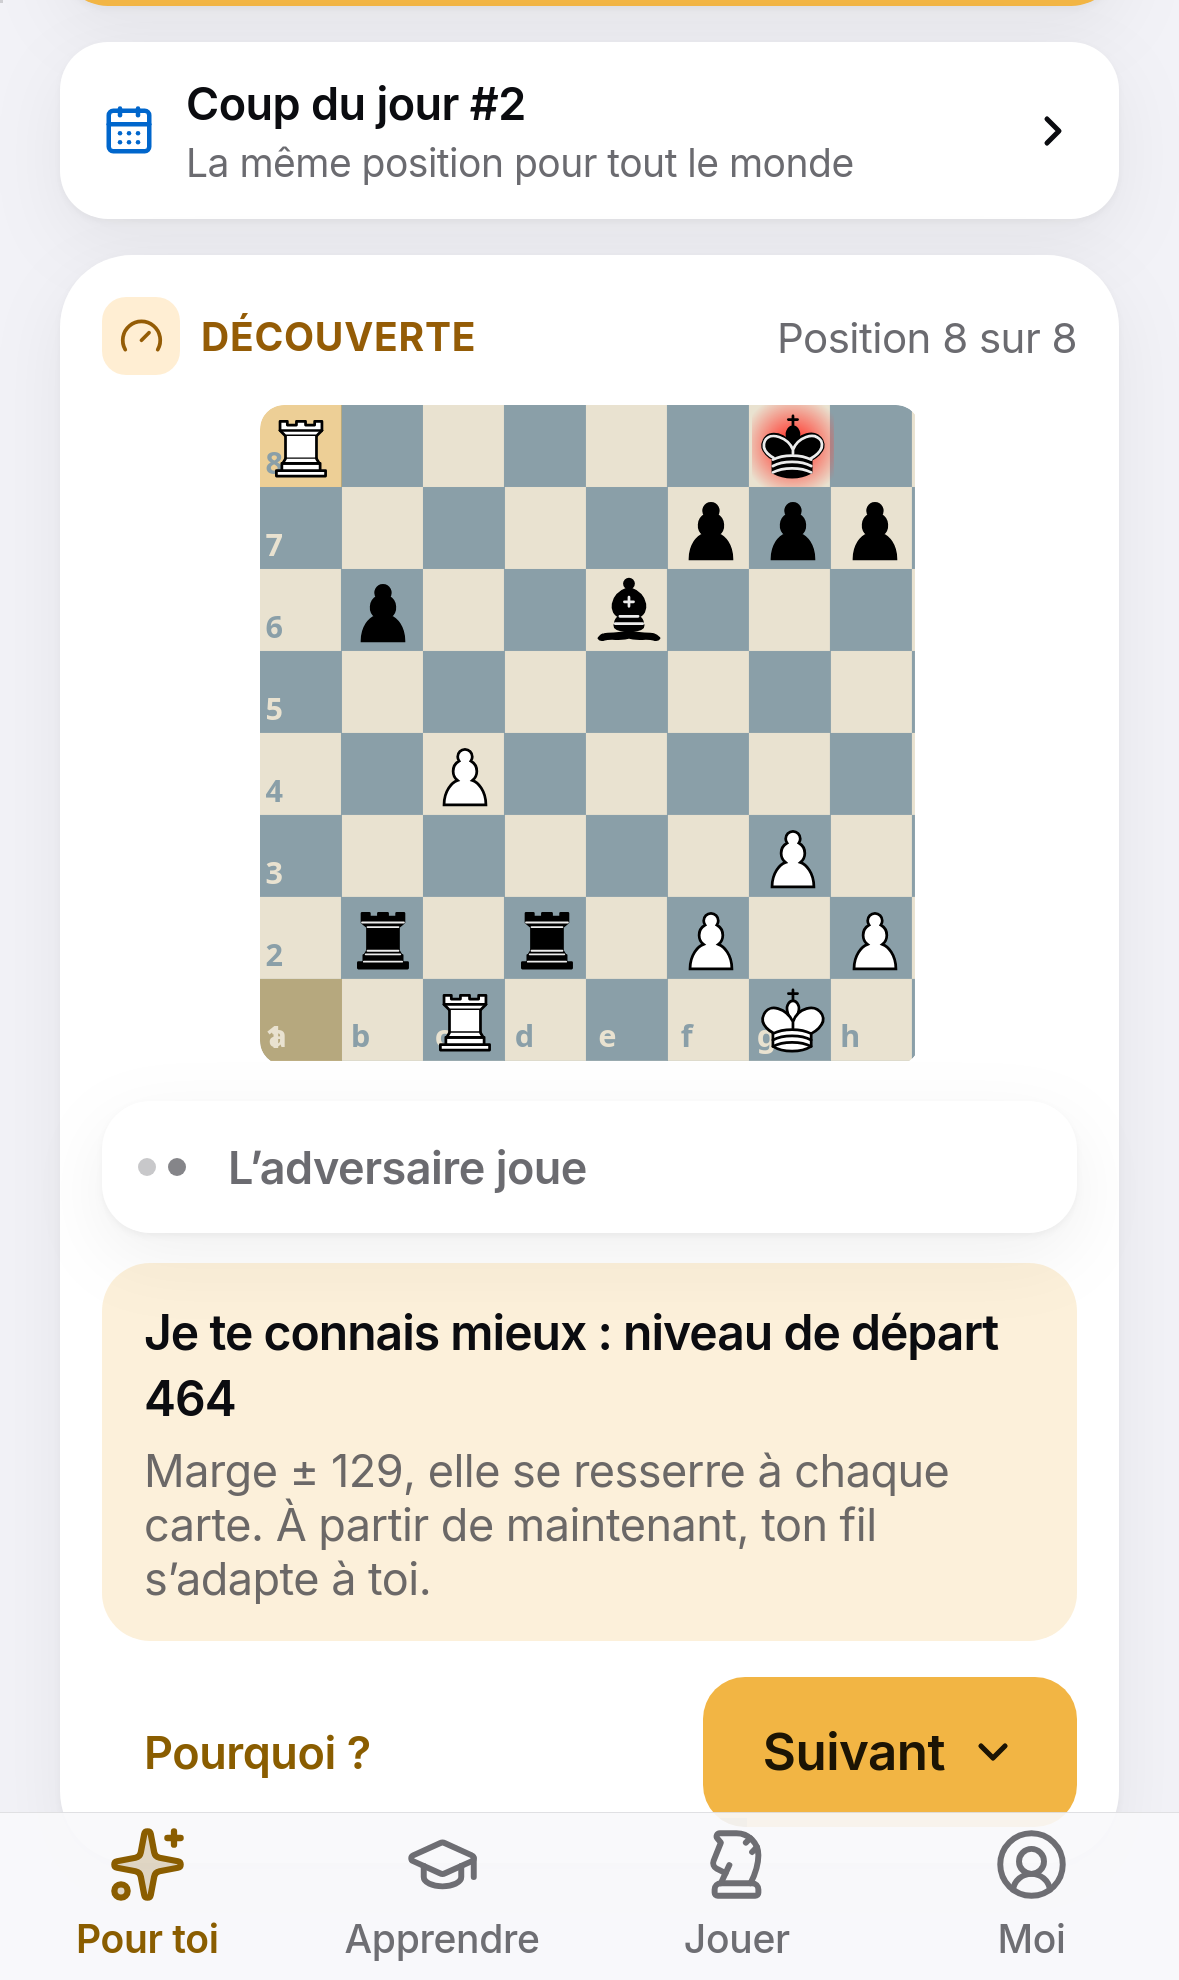 Coup du jour #2
La même position pour tout le monde
DÉCOUVERTE
Position 8 sur 8
8
7
6
5
4
3
2
1
a b c d e f g h
L’adversaire joue
Je te connais mieux : niveau de départ
464
Marge ± 129, elle se resserre à chaque
carte. À partir de maintenant, ton fil
s’adapte à toi.
Pourquoi ?
Suivant
Pour toi
Apprendre
Jouer
Moi